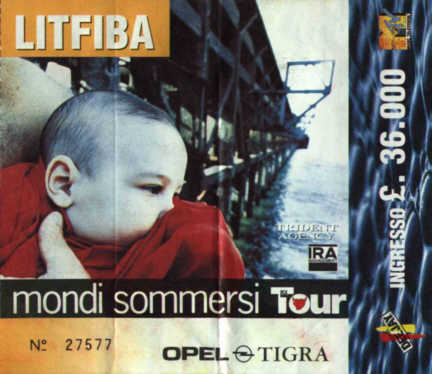 LITFIBA
TRIDENT
AGENCY
IRA
mondi sommersi Tour
Nº 27577
OPEL TIGRA
INGRESSO £. 36.000